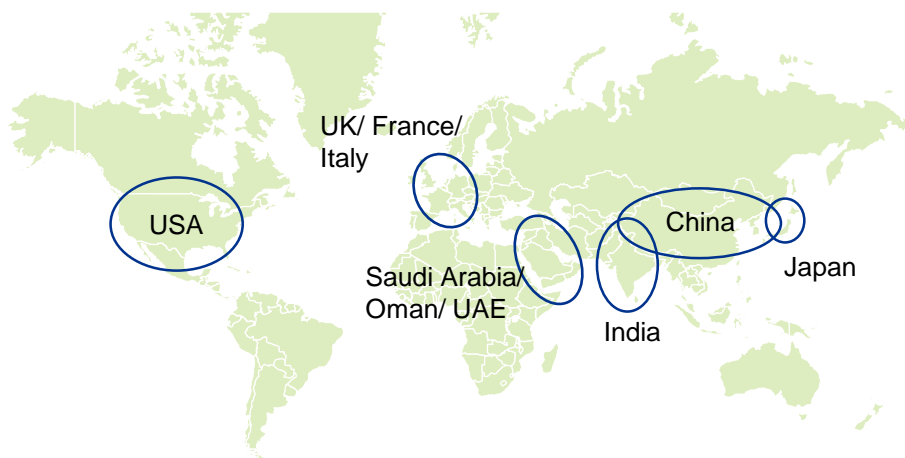 UK/ France/
Italy
USA
China
Saudi Arabia/
Oman/ UAE
Japan
India